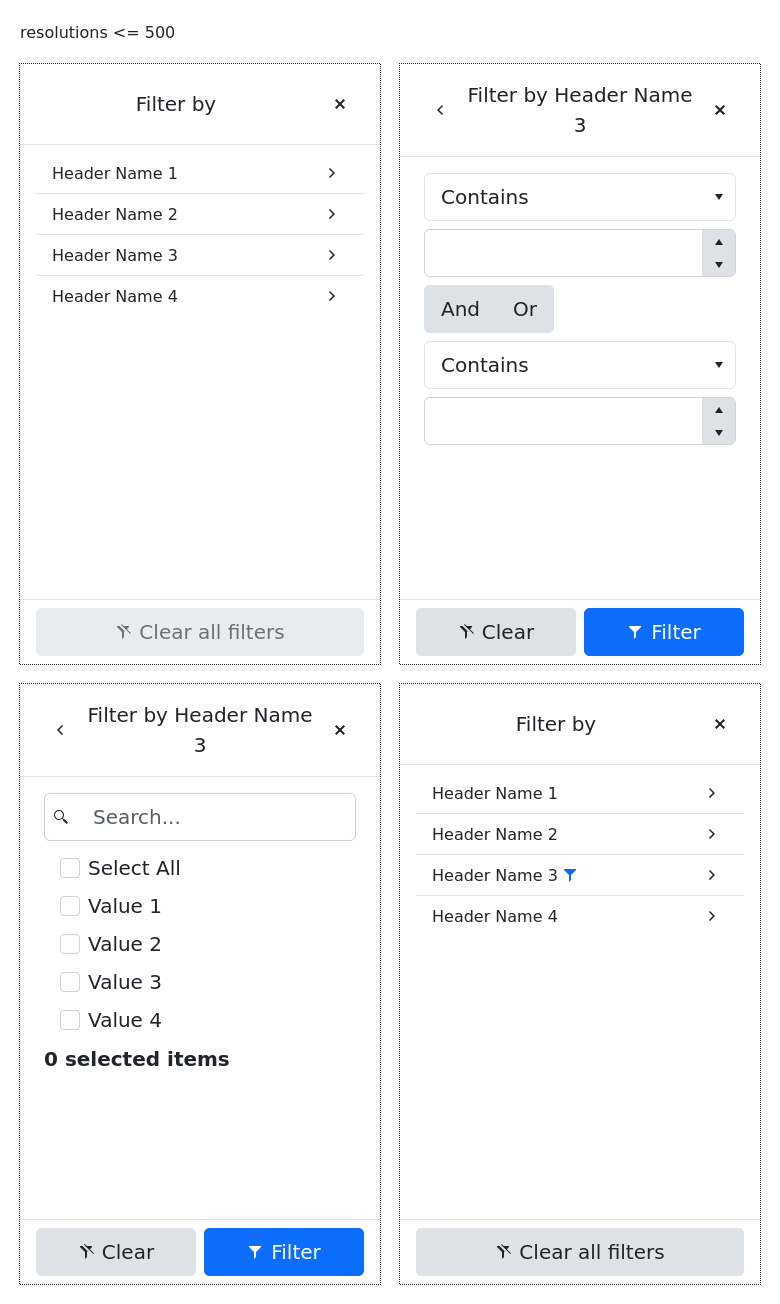 resolutions <= 500
Filter by
Header Name 1
Header Name 2
Header Name 3
Header Name 4
Clear all filters
Filter by Header Name
3
Contains
And Or
Contains
Clear Filter
Filter by Header Name
3
Search...
Select All
Value 1
Value 2
Value 3
Value 4
0 selected items
Clear Filter
Filter by
Header Name 1
Header Name 2
Header Name 3
Header Name 4
Clear all filters